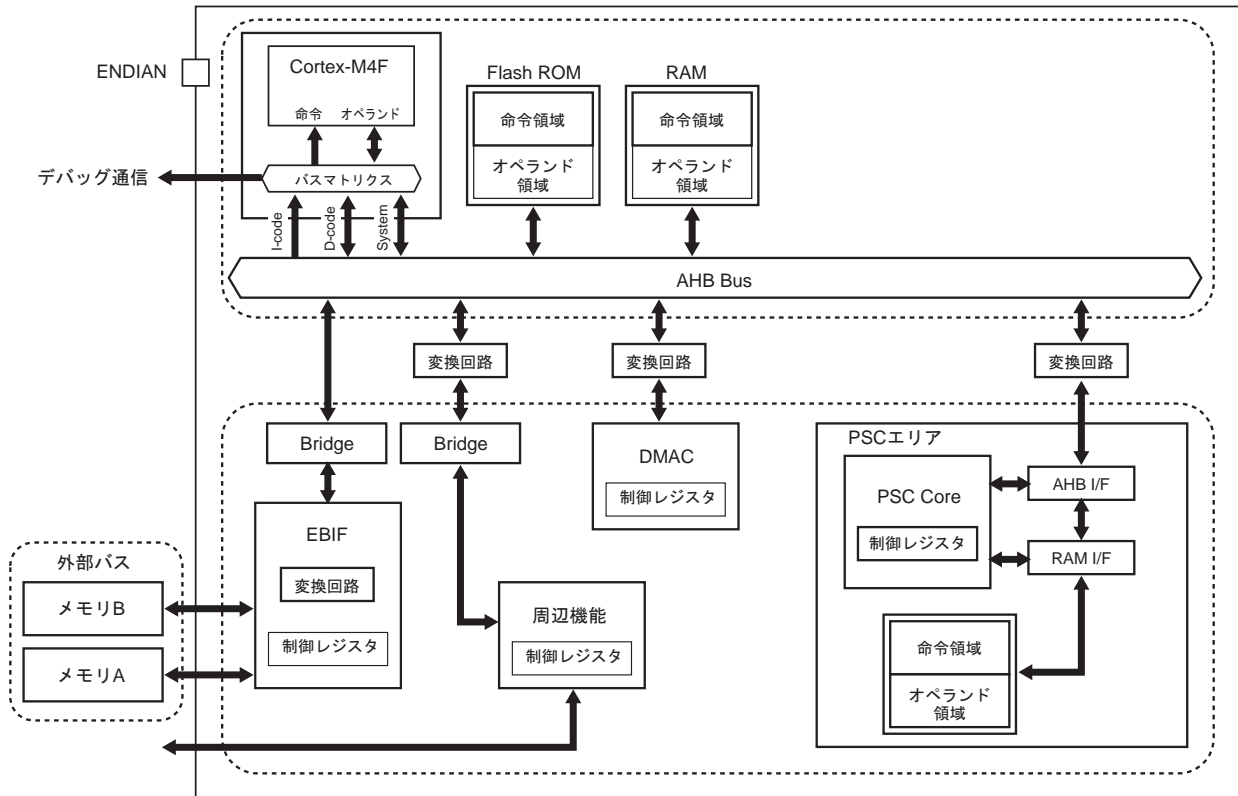 ENDIAN
デバッグ通信
Cortex-M4F
命令 オペランド
バスマトリクス
I-code
D-code
System
Flash ROM
命令領域
オペランド
領域
RAM
命令領域
オペランド
領域
AHB Bus
変換回路
変換回路
変換回路
Bridge
Bridge
DMAC
制御レジスタ
PSCエリア
PSC Core
制御レジスタ
AHB I/F
RAM I/F
命令領域
オペランド
領域
EBIF
変換回路
制御レジスタ
周辺機能
制御レジスタ
外部バス
メモリB
メモリA